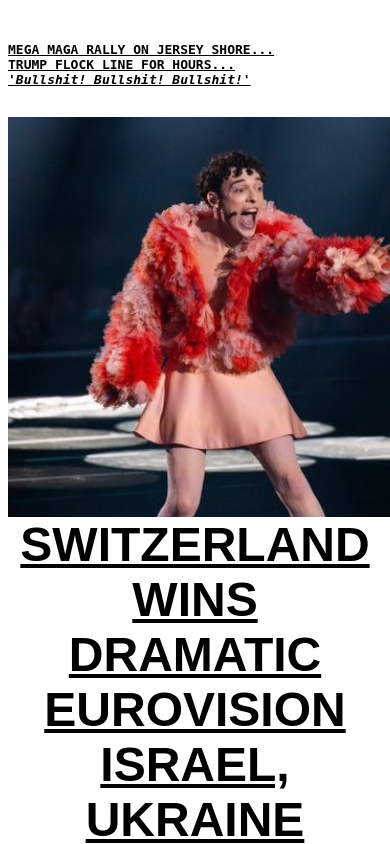 MEGA MAGA RALLY ON JERSEY SHORE...
TRUMP FLOCK LINE FOR HOURS...
'Bullshit! Bullshit! Bullshit!'
SWITZERLAND
WINS
DRAMATIC
EUROVISION
ISRAEL,
UKRAINE